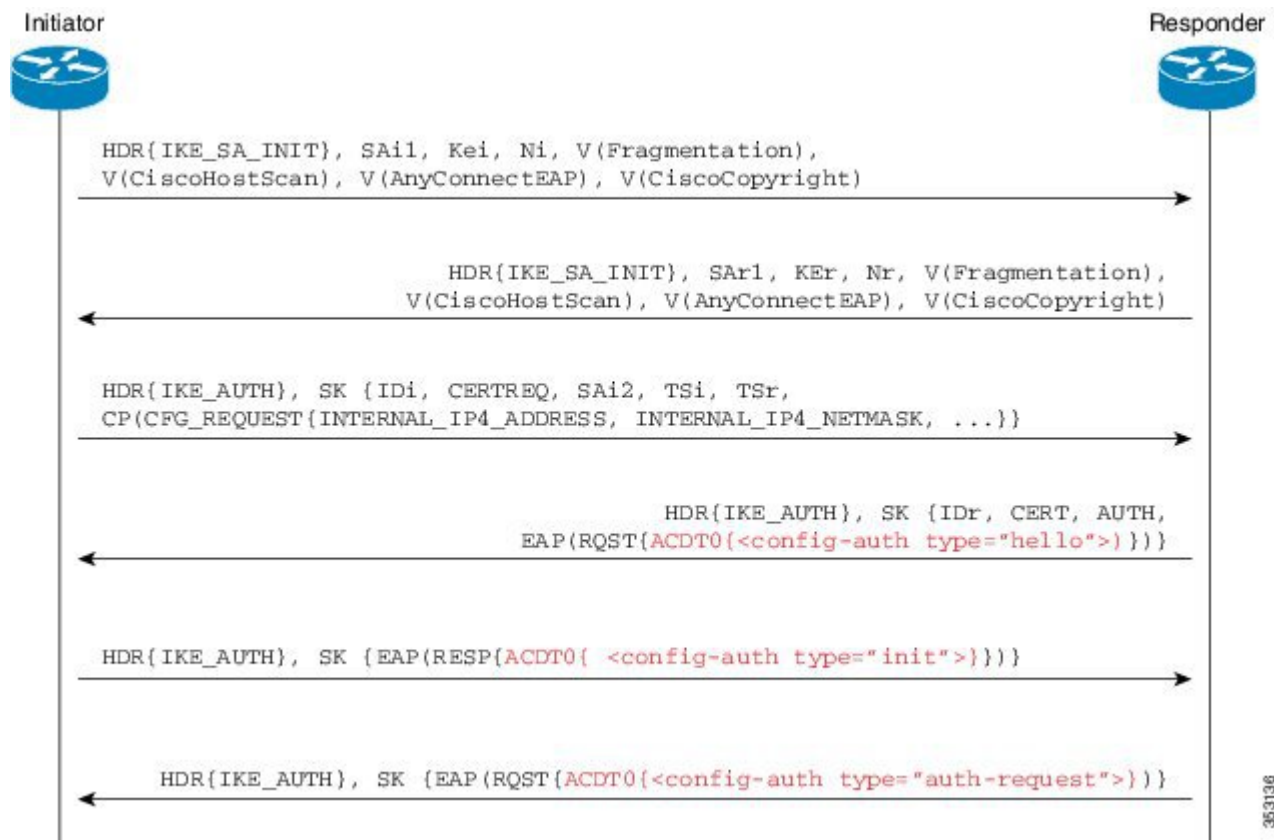 Initiator
Responder
HDR{IKE_SA_INIT}, SAi1, Kei, Ni, V(Fragmentation),
V(CiscoHostScan), V(AnyConnectEAP), V(CiscoCopyright)
HDR{IKE_SA_INIT}, SAr1, KEr, Nr, V(Fragmentation),
V(CiscoHostScan), V(AnyConnectEAP), V(CiscoCopyright)
HDR{IKE_AUTH}, SK {IDi, CERTREQ, SAi2, TSi, TSr,
CP(CFG_REQUEST{INTERNAL_IP4_ADDRESS, INTERNAL_IP4_NETMASK, ...}}
HDR{IKE_AUTH}, SK {IDr, CERT, AUTH,
EAP(RQST{ACDT0{<config-auth type="hello">)})}
HDR{IKE_AUTH}, SK {EAP(RESP{ACDT0{ <config-auth type="init">}})}
HDR{IKE_AUTH}, SK {EAP(RQST{ACDT0{<config-auth type="auth-request">})}
353136